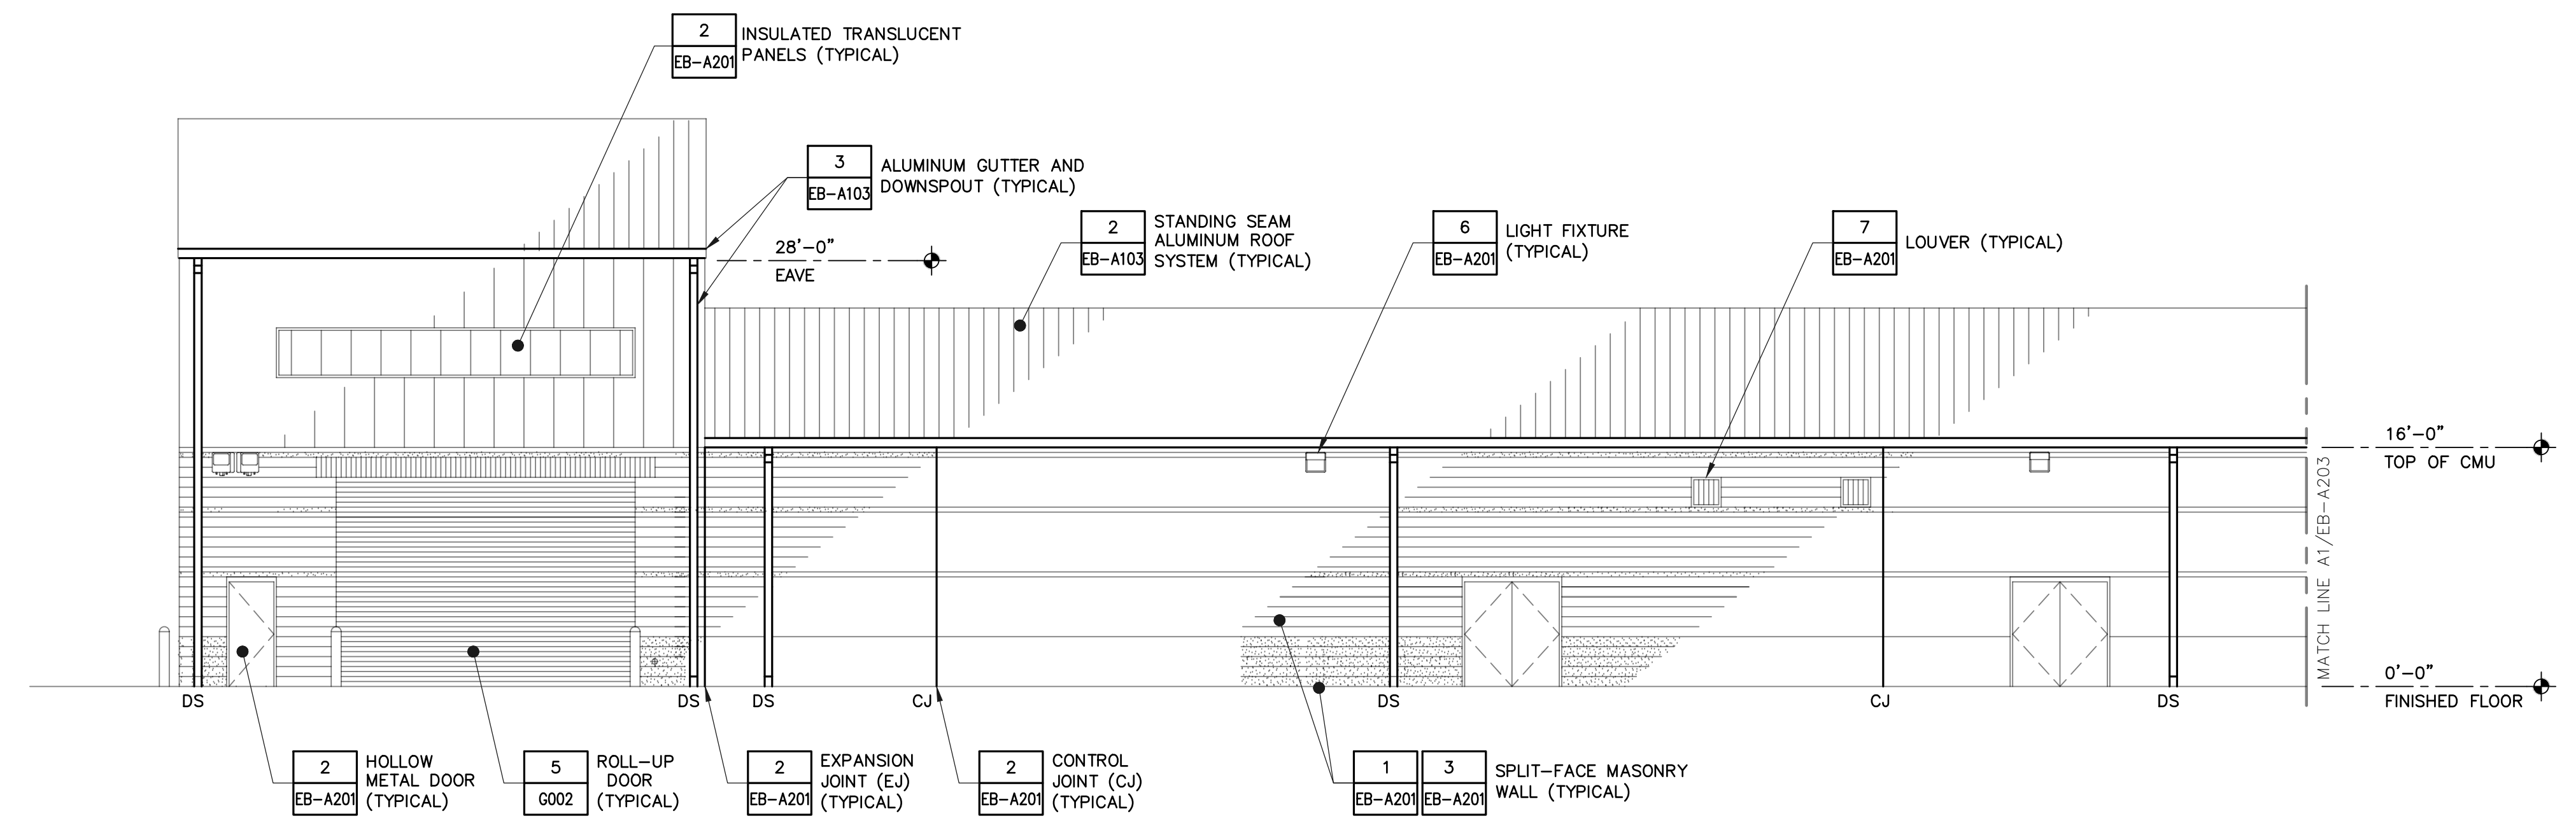 2
EB-A201
INSULATED TRANSLUCENT
PANELS (TYPICAL)
3
EB-A103
ALUMINUM GUTTER AND
DOWNSPOUT (TYPICAL)
28'-0"
EAVE
2
EB-A103
STANDING SEAM
ALUMINUM ROOF
SYSTEM (TYPICAL)
6
EB-A201
LIGHT FIXTURE
(TYPICAL)
7
EB-A201
LOUVER (TYPICAL)
16'-0"
TOP OF CMU
MATCH LINE A1/EB-A203
0'-0"
FINISHED FLOOR
DS
DS
DS
CJ
DS
CJ
DS
2
EB-A201
HOLLOW
METAL DOOR
(TYPICAL)
5
G002
ROLL-UP
DOOR
(TYPICAL)
2
EB-A201
EXPANSION
JOINT (EJ)
(TYPICAL)
2
EB-A201
CONTROL
JOINT (CJ)
(TYPICAL)
1
EB-A201
3
EB-A201
SPLIT-FACE MASONRY
WALL (TYPICAL)